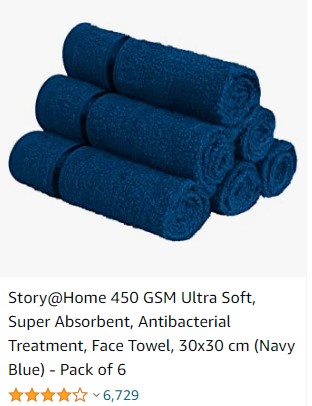 Story@Home 450 GSM Ultra Soft,
Super Absorbent, Antibacterial
Treatment, Face Towel, 30x30 cm (Navy
Blue) - Pack of 6
6,729